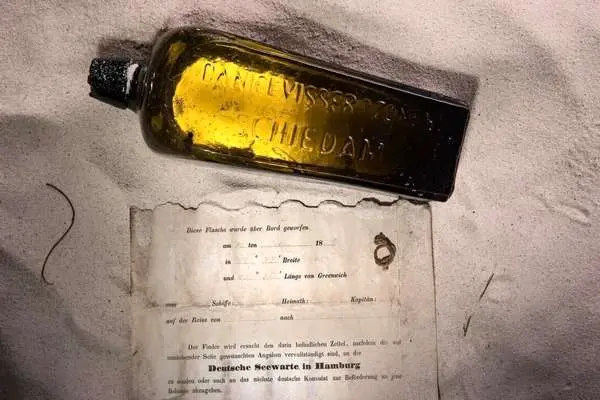 DANIEL VISSER & ZONEN
SCHIEDAM
Diese Flasche wurde über Bord geworfen
am ten 18
in Breite
und Länge von Greenwich
vom Schiffe: Heimath: Kapitän:
auf der Reise von nach
Der Finder wird ersucht den darin befindlichen Zettel, nachdem die auf
umstehender Seite gewünschten Angaben vervollständigt sind, an die
Deutsche Seewarte in Hamburg
zu senden oder auch an das nächste deutsche Konsulat zur Beförderung an jene
Behörde abzugeben.